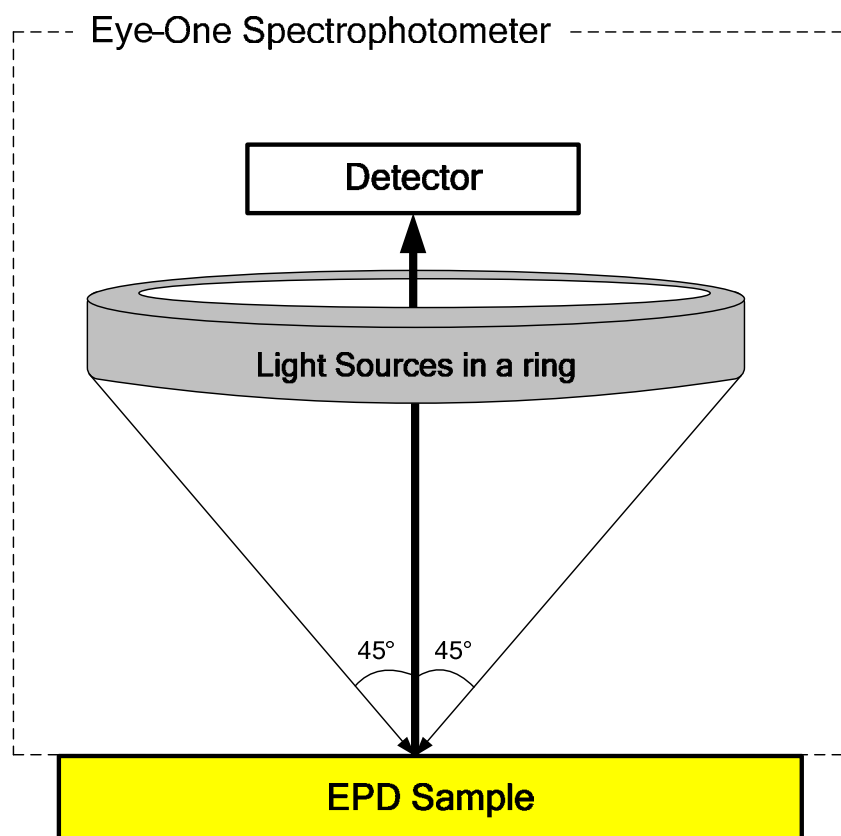 Eye-One Spectrophotometer
Detector
Light Sources in a ring
45° 45°
EPD Sample